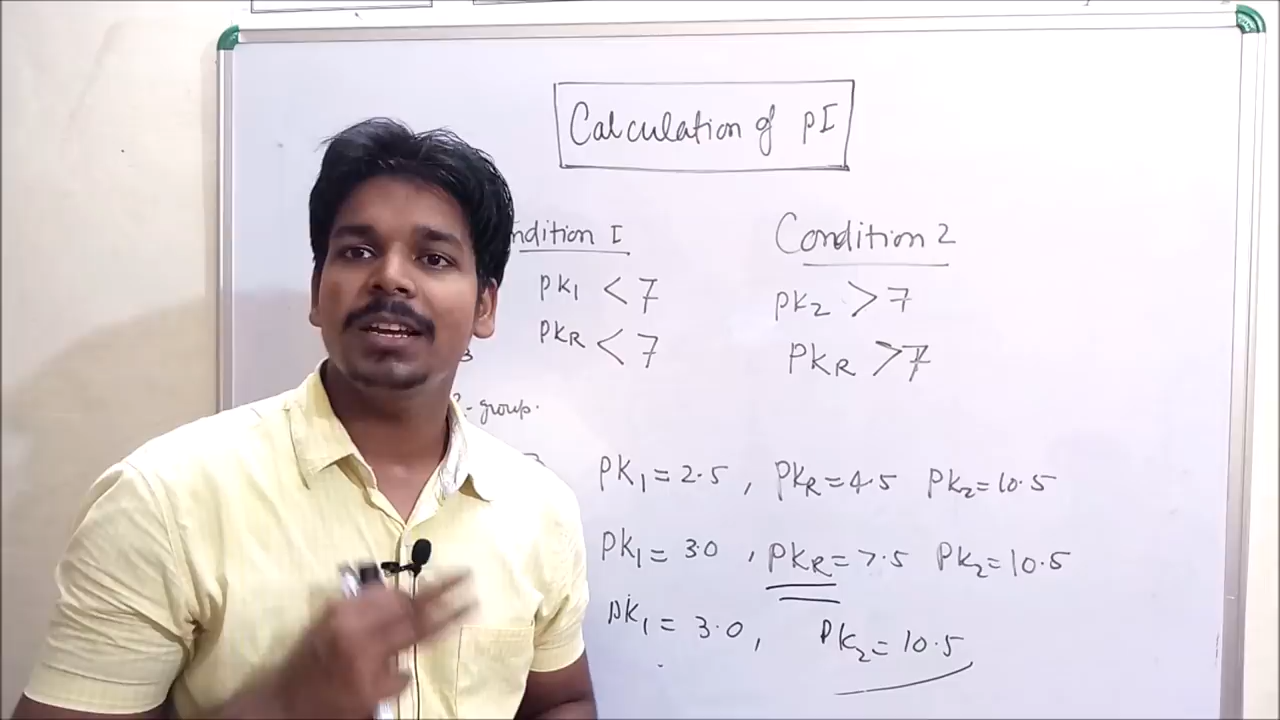 Calculation of pI
ndition I
pK1 < 7
pKR < 7
Condition 2
pK2 > 7
pKR > 7
-group.
pK1 = 2.5 , pKR = 4.5 pK2 = 10.5
pK1 = 3.0 , pKR = 7.5 pK2 = 10.5
pK1 = 3.0 , pK2 = 10.5